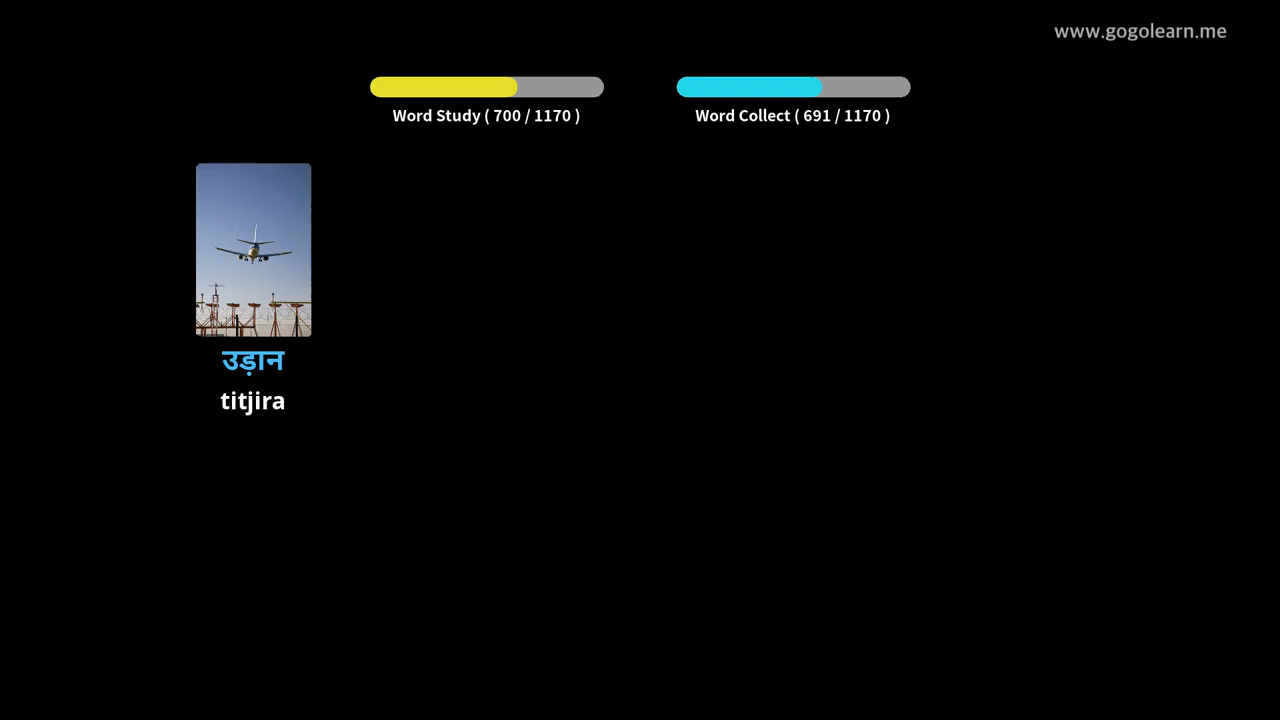 www.gogolearn.me
Word Study ( 700 / 1170 )
Word Collect ( 691 / 1170 )
उड़ान
titjira